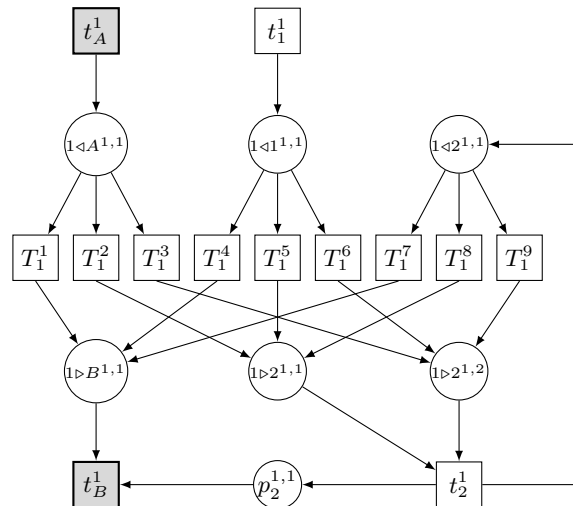 t_A^1 t_1^1
1◁A^{1,1} 1◁1^{1,1} 1◁2^{1,1}
T_1^1 T_1^2 T_1^3 T_1^4 T_1^5 T_1^6 T_1^7 T_1^8 T_1^9
1▷B^{1,1} 1▷2^{1,1} 1▷2^{1,2}
t_B^1 p_2^{1,1} t_2^1